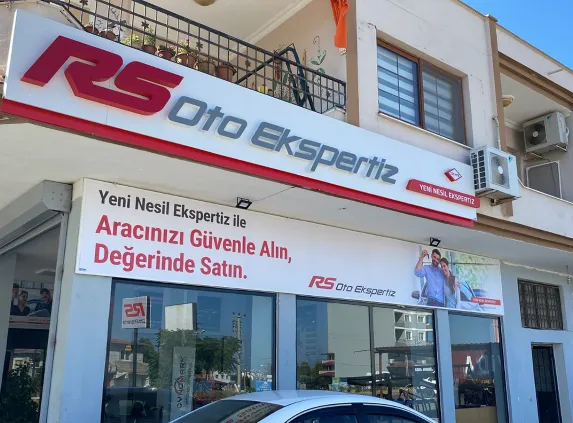 RS Oto Ekspertiz
YENİ NESİL EKSPERTİZ
Yeni Nesil Ekspertiz ile
Aracınızı Güvenle Alın,
Değerinde Satın.
RS Oto Ekspertiz
RS